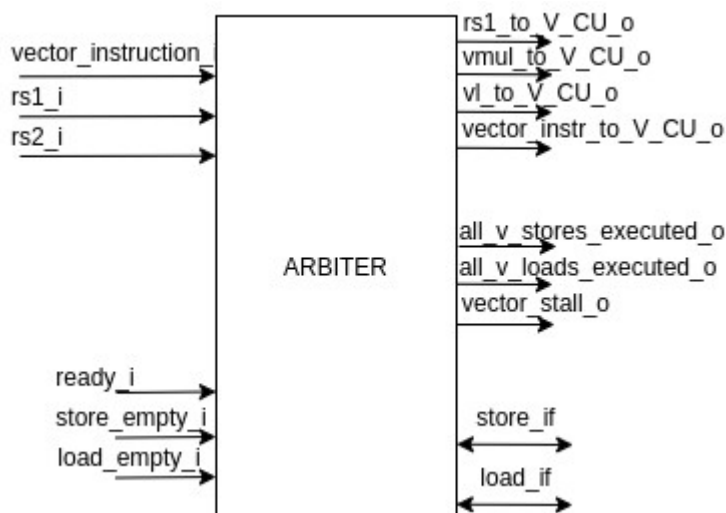 vector_instruction_i
rs1_i
rs2_i
ARBITER
ready_i
store_empty_i
load_empty_i
rs1_to_V_CU_o
vmul_to_V_CU_o
vl_to_V_CU_o
vector_instr_to_V_CU_o
all_v_stores_executed_o
all_v_loads_executed_o
vector_stall_o
store_if
load_if